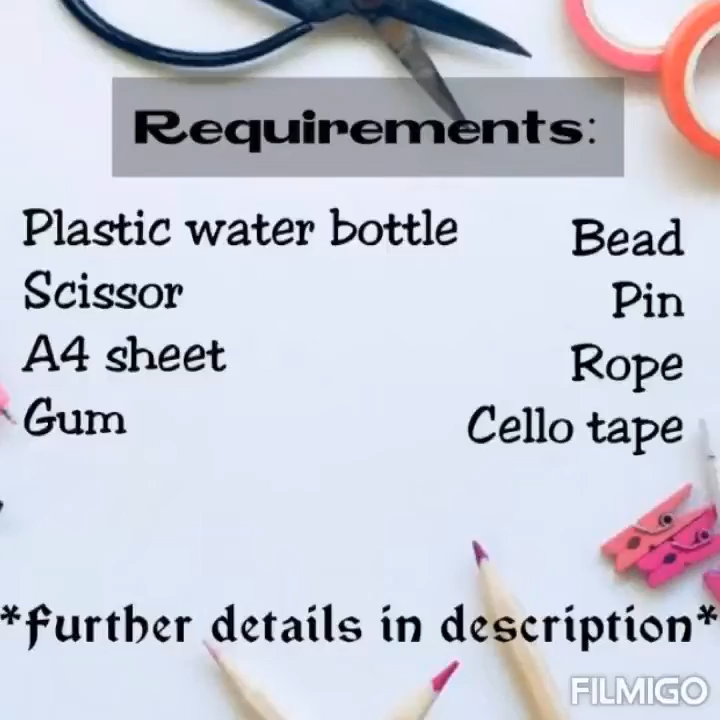 Requirements:
Plastic water bottle
Scissor
A4 sheet
Gum
Bead
Pin
Rope
Cello tape
*Further details in description*
FILMIGO